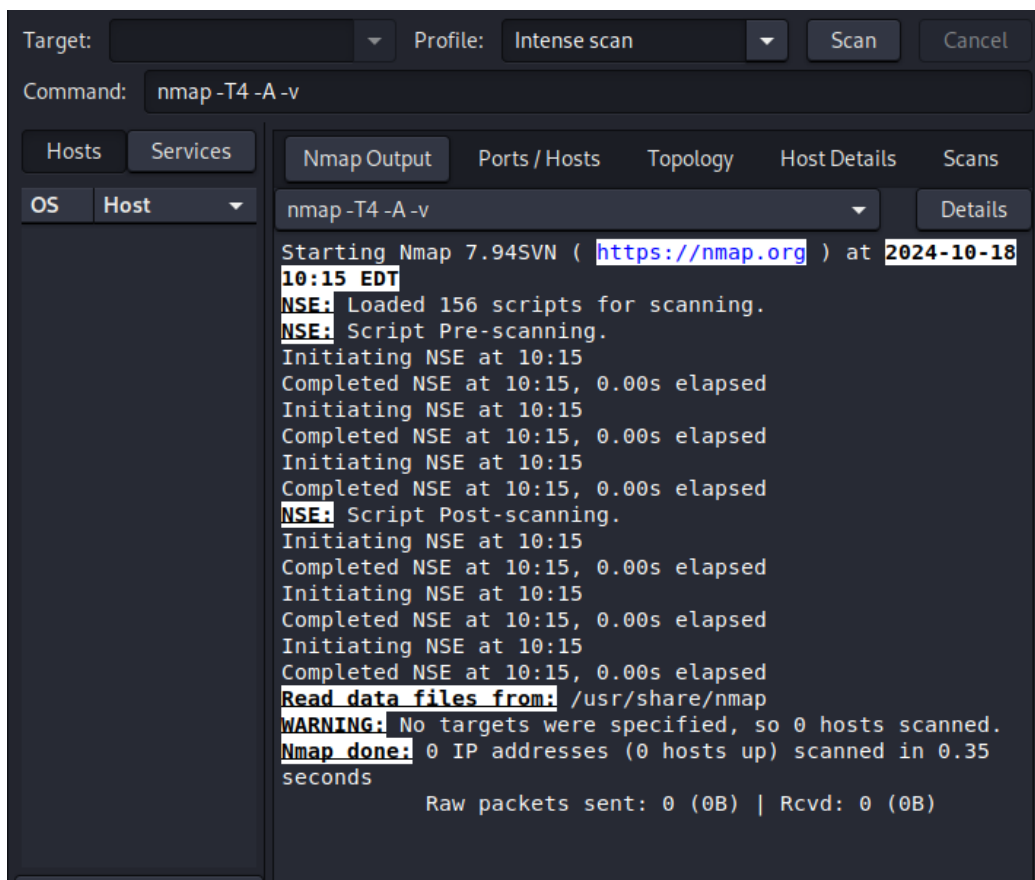 Target: Profile: Intense scan Scan Cancel
Command: nmap -T4 -A -v
Hosts Services
Nmap Output Ports / Hosts Topology Host Details Scans
OS Host
nmap -T4 -A -v Details
Starting Nmap 7.94SVN ( https://nmap.org ) at 2024-10-18
10:15 EDT
NSE: Loaded 156 scripts for scanning.
NSE: Script Pre-scanning.
Initiating NSE at 10:15
Completed NSE at 10:15, 0.00s elapsed
Initiating NSE at 10:15
Completed NSE at 10:15, 0.00s elapsed
Initiating NSE at 10:15
Completed NSE at 10:15, 0.00s elapsed
NSE: Script Post-scanning.
Initiating NSE at 10:15
Completed NSE at 10:15, 0.00s elapsed
Initiating NSE at 10:15
Completed NSE at 10:15, 0.00s elapsed
Initiating NSE at 10:15
Completed NSE at 10:15, 0.00s elapsed
Read data files from: /usr/share/nmap
WARNING: No targets were specified, so 0 hosts scanned.
Nmap done: 0 IP addresses (0 hosts up) scanned in 0.35
seconds
Raw packets sent: 0 (0B) | Rcvd: 0 (0B)